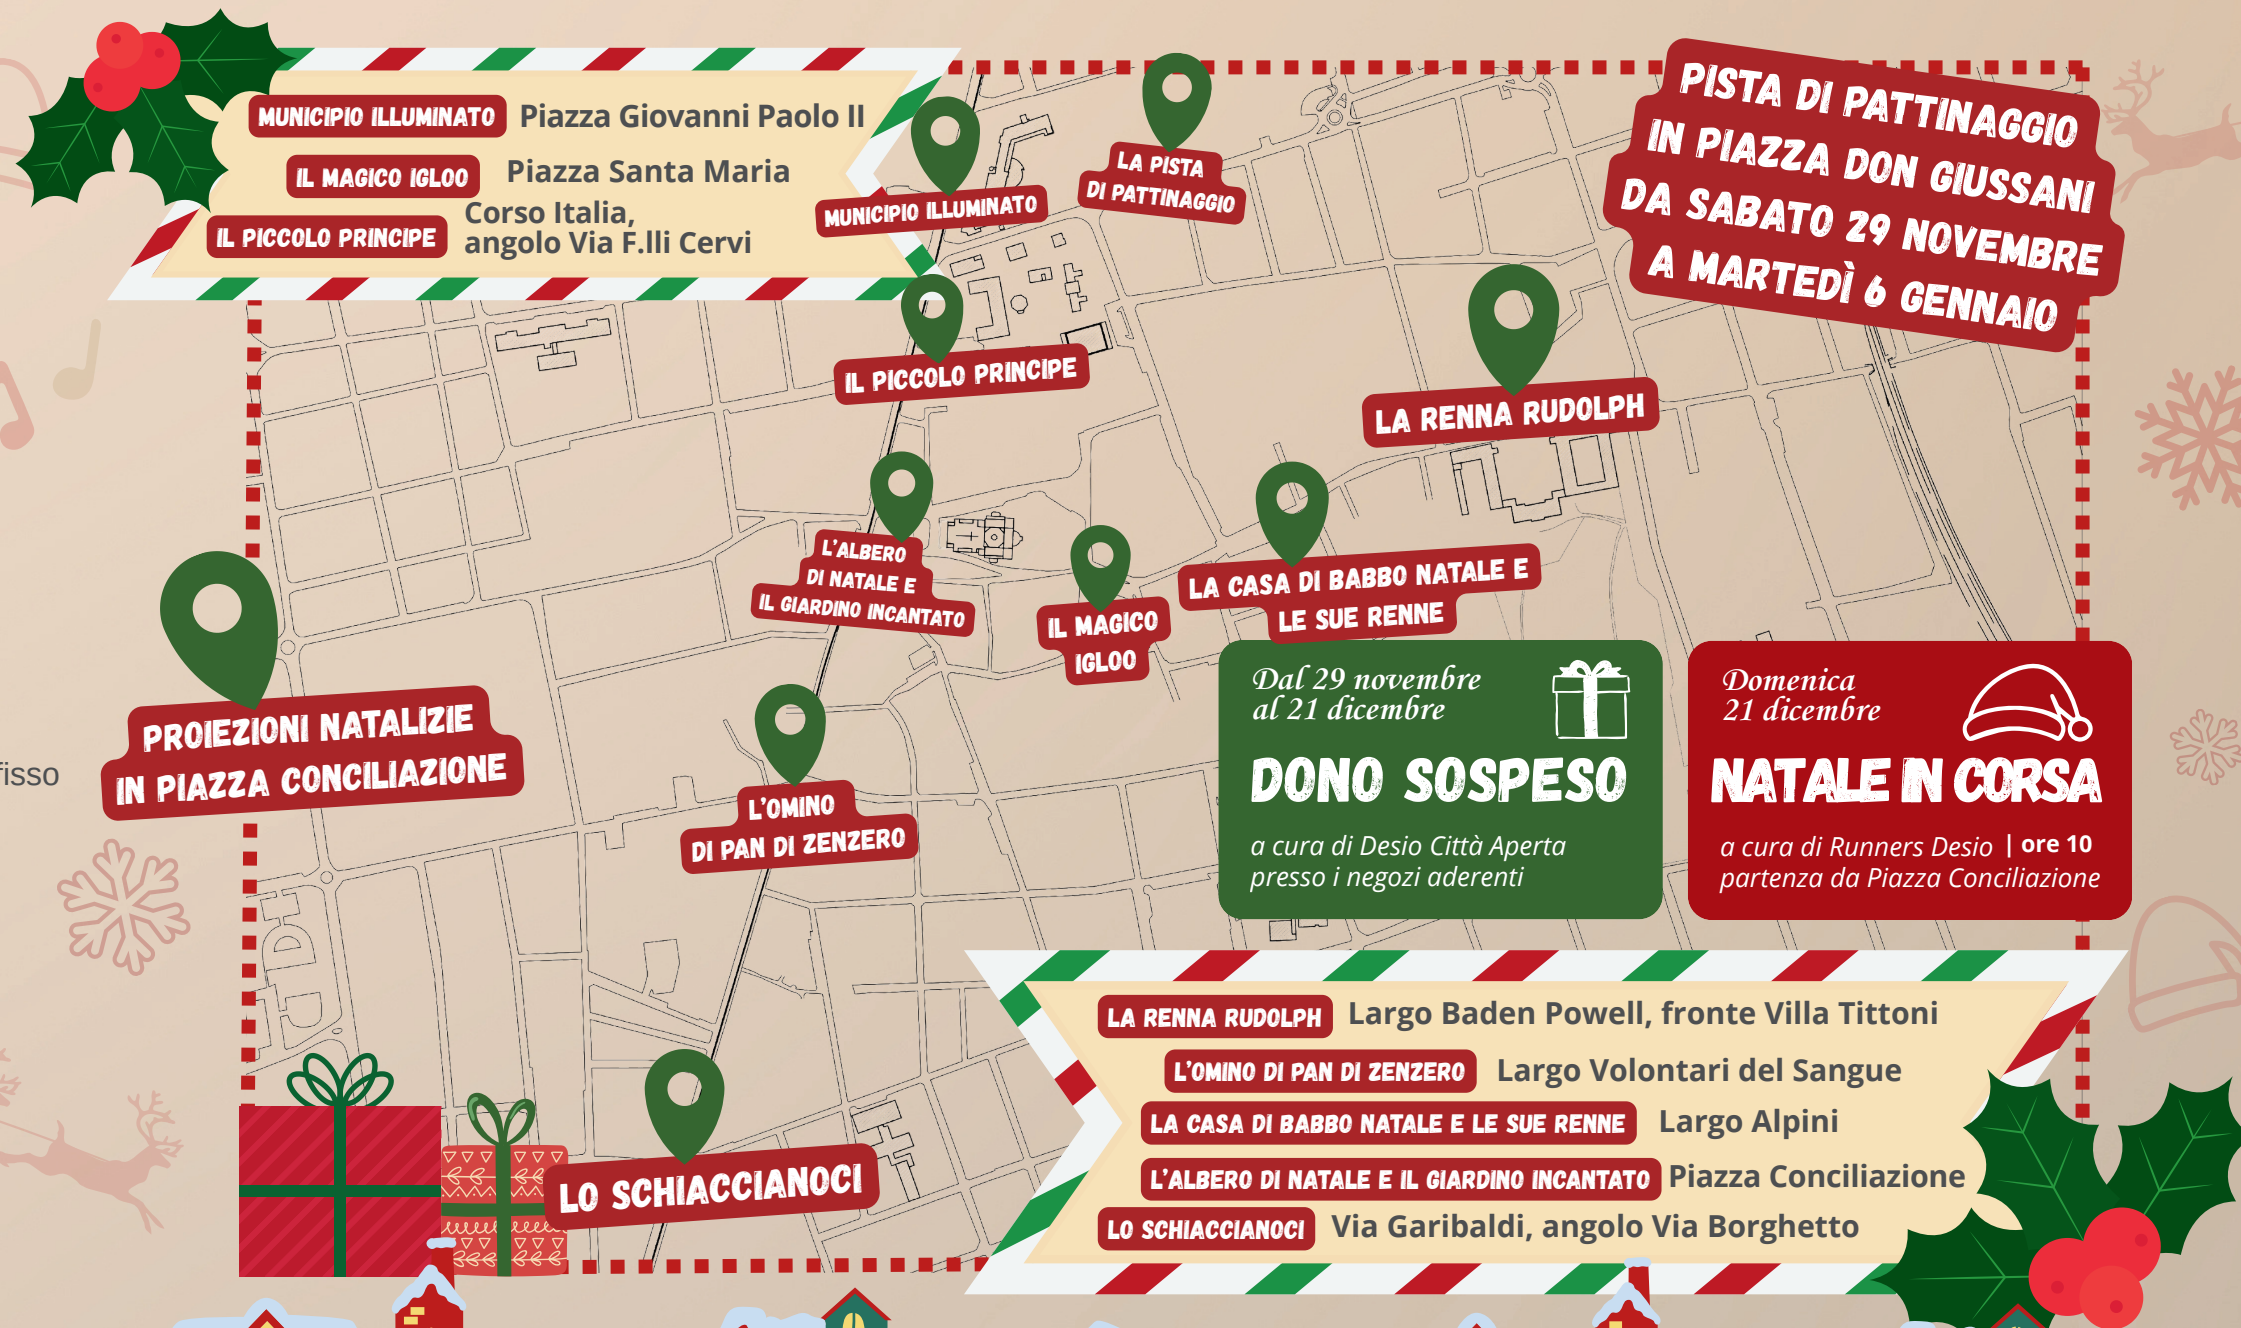 MUNICIPIO ILLUMINATO Piazza Giovanni Paolo II
IL MAGICO IGLOO Piazza Santa Maria
IL PICCOLO PRINCIPE Corso Italia,
angolo Via F.lli Cervi
PISTA DI PATTINAGGIO
IN PIAZZA DON GIUSSANI
DA SABATO 29 NOVEMBRE
A MARTEDÌ 6 GENNAIO
LA PISTA
DI PATTINAGGIO
MUNICIPIO ILLUMINATO
IL PICCOLO PRINCIPE
LA RENNA RUDOLPH
L'ALBERO
DI NATALE E
IL GIARDINO INCANTATO
IL MAGICO
IGLOO
LA CASA DI BABBO NATALE E
LE SUE RENNE
PROIEZIONI NATALIZIE
IN PIAZZA CONCILIAZIONE
fisso
L'OMINO
DI PAN DI ZENZERO
LO SCHIACCIANOCI
Dal 29 novembre
al 21 dicembre
DONO SOSPESO
a cura di Desio Città Aperta
presso i negozi aderenti
Domenica
21 dicembre
NATALE IN CORSA
a cura di Runners Desio | ore 10
partenza da Piazza Conciliazione
LA RENNA RUDOLPH Largo Baden Powell, fronte Villa Tittoni
L'OMINO DI PAN DI ZENZERO Largo Volontari del Sangue
LA CASA DI BABBO NATALE E LE SUE RENNE Largo Alpini
L'ALBERO DI NATALE E IL GIARDINO INCANTATO Piazza Conciliazione
LO SCHIACCIANOCI Via Garibaldi, angolo Via Borghetto